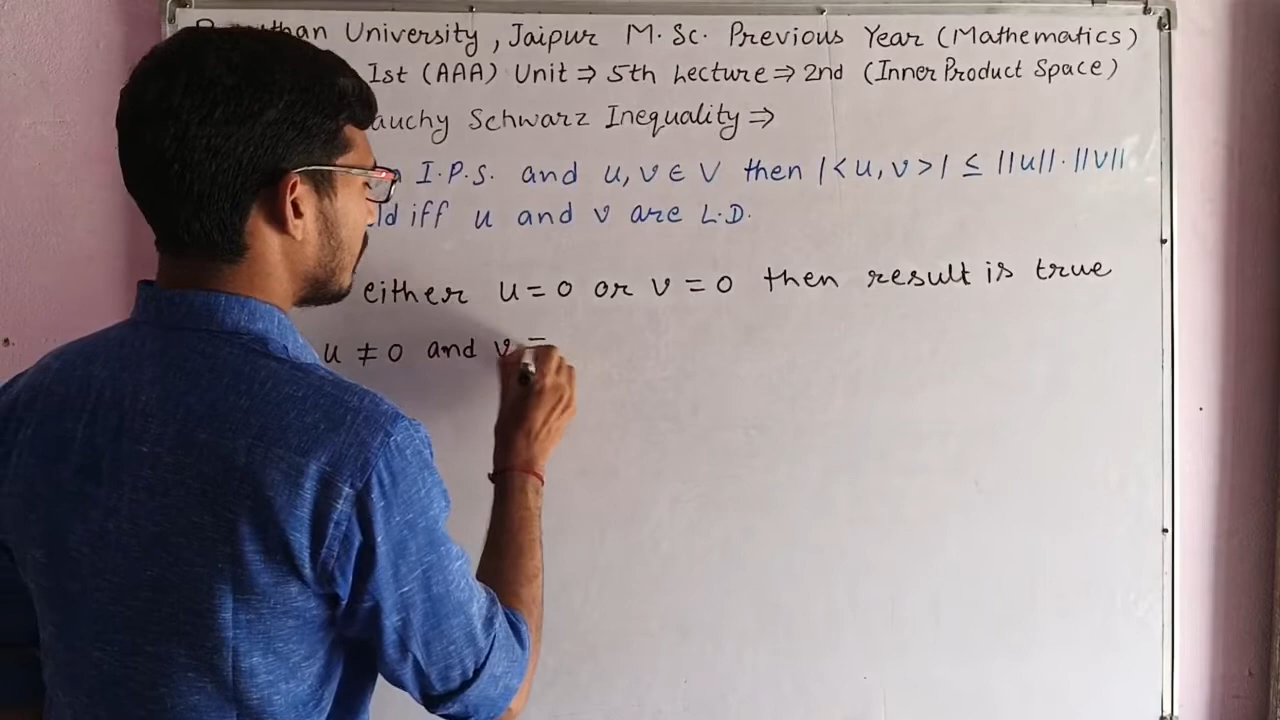 University, Jaipur M.Sc. Previous Year (Mathematics)
Ist (AAA) Unit ⇒ 5th Lecture ⇒ 2nd (Inner Product Space)
auchy Schwarz Inequality ⇒
I.P.S. and u, v ∈ V then |<u, v>| ≤ ||u||·||v||
iff u and v are L.D.
either u = 0 or v = 0 then result is true
u ≠ 0 and v =